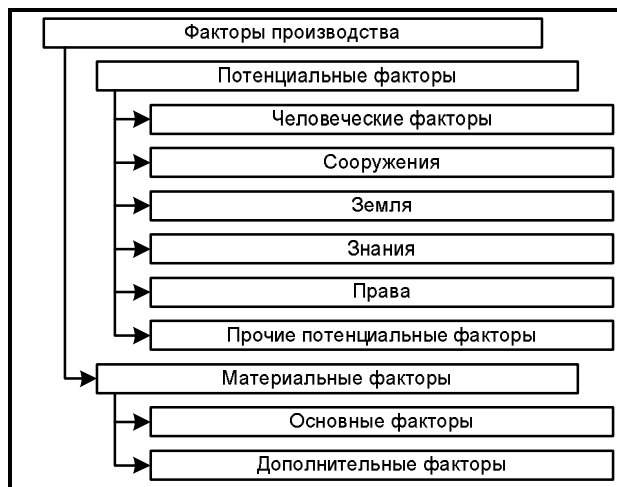 Факторы производства
Потенциальные факторы
Человеческие факторы
Сооружения
Земля
Знания
Права
Прочие потенциальные факторы
Материальные факторы
Основные факторы
Дополнительные факторы